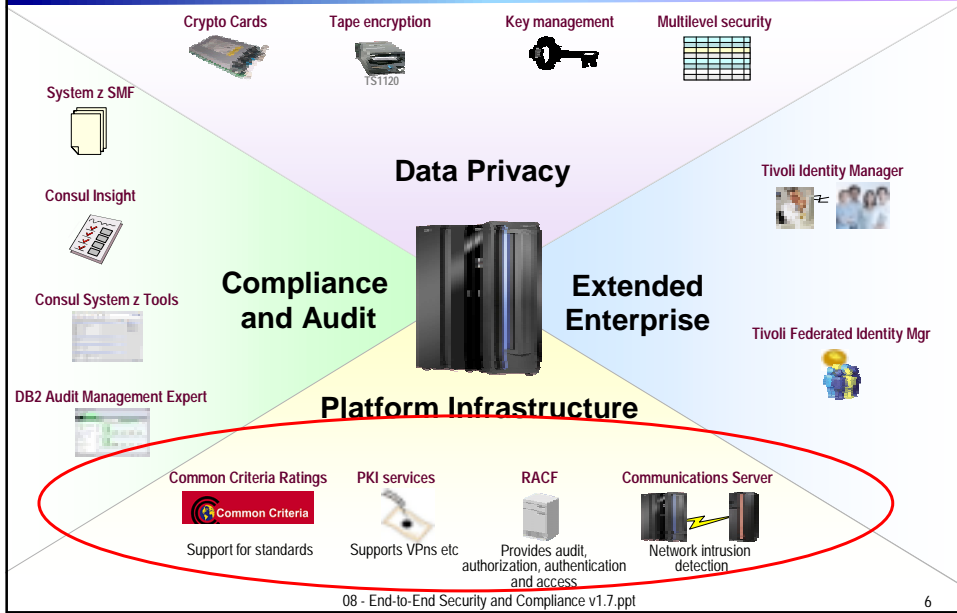 Crypto Cards
Tape encryption
Key management
Multilevel security
TS1120
System z SMF
Data Privacy
Tivoli Identity Manager
Consul Insight
Compliance
and Audit
Extended
Enterprise
Consul System z Tools
Tivoli Federated Identity Mgr
DB2 Audit Management Expert
Platform Infrastructure
Common Criteria Ratings
PKI services
RACF
Communications Server
Common Criteria
Support for standards
Supports VPns etc
Provides audit,
authorization, authentication
and access
Network intrusion
detection
08 - End-to-End Security and Compliance v1.7.ppt
6